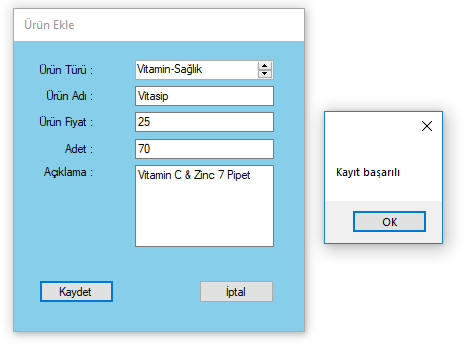 Ürün Ekle
Ürün Türü : Vitamin-Sağlık
Ürün Adı : Vitasip
Ürün Fiyat : 25
Adet : 70
Açıklama : Vitamin C & Zinc 7 Pipet
Kaydet İptal
Kayıt başarılı
OK